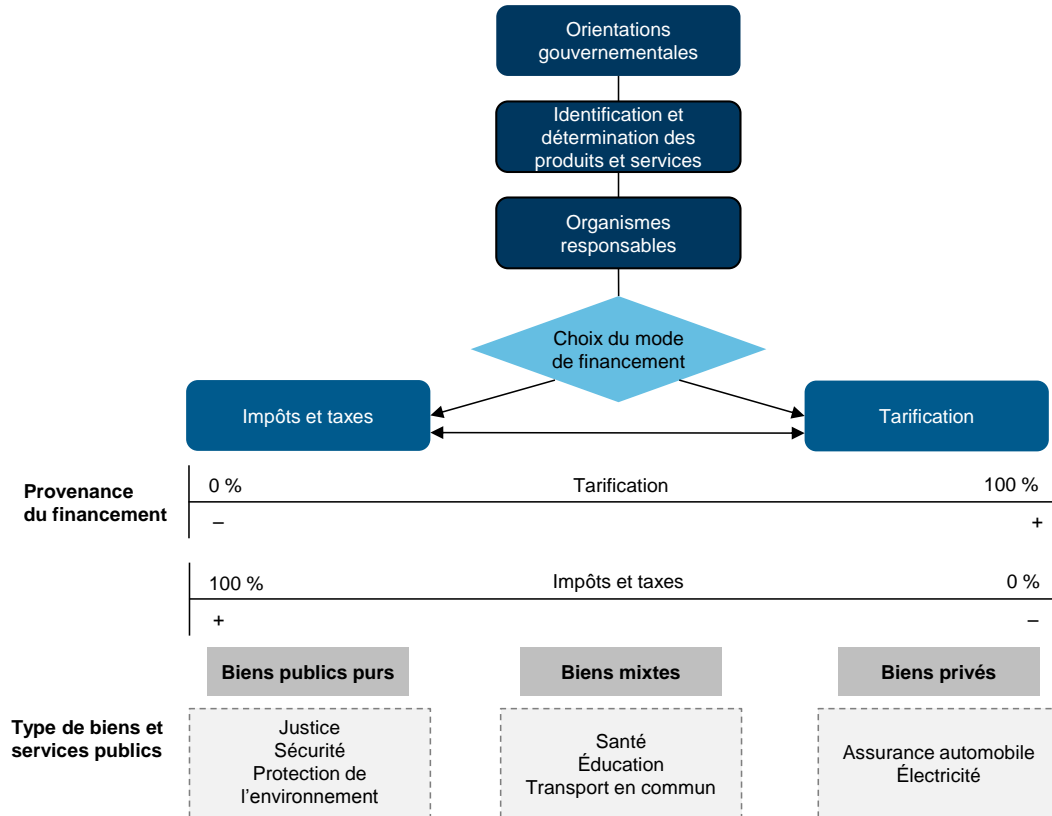 Orientations
gouvernementales
Identification et
détermination des
produits et services
Organismes
responsables
Choix du mode
de financement
Impôts et taxes
Tarification
Provenance
du financement
0 %
Tarification
100 %
–
+
100 %
Impôts et taxes
0 %
+
–
Biens publics purs
Biens mixtes
Biens privés
Type de biens et
services publics
Justice
Sécurité
Protection de
l’environnement
Santé
Éducation
Transport en commun
Assurance automobile
Électricité